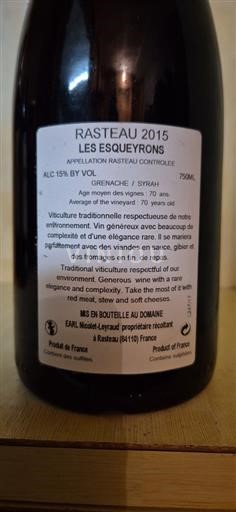 RASTEAU 2015
LES ESQUEYRONS
APPELLATION RASTEAU CONTROLEE
ALC 15% BY VOL 750ML
GRENACHE / SYRAH
Age moyen des vignes : 70 ans.
Average of the vineyard : 70 years old
Viticulture traditionnelle respectueuse de notre
environnement. Vin généreux avec beaucoup de
complexité et d'une élégance rare. Il se mariera
parfaitement avec des viandes en sauce, gibier et
des fromages en fin de repas.
Traditional viticulture respectful of our
environment. Generous wine with a rare
elegance and complexity. Take the most of it with
red meat, stew and soft cheeses.
MIS EN BOUTEILLE AU DOMAINE
EARL Nicolet-Leyraud propriétaire récoltant
à Rasteau (84110) France
Produit de France Product of France
Contient des sulfites Contains sulphites